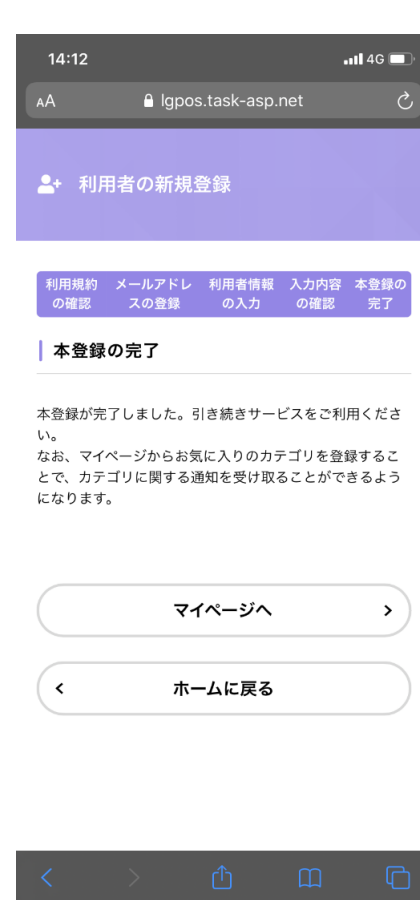 14:12
4G
AA
lgpos.task-asp.net
利用者の新規登録
利用規約の確認
メールアドレスの登録
利用者情報の入力
入力内容の確認
本登録の完了
本登録の完了
本登録が完了しました。引き続きサービスをご利用くださ
い。
なお、マイページからお気に入りのカテゴリを登録するこ
とで、カテゴリに関する通知を受け取ることができるよう
になります。
マイページへ
ホームに戻る